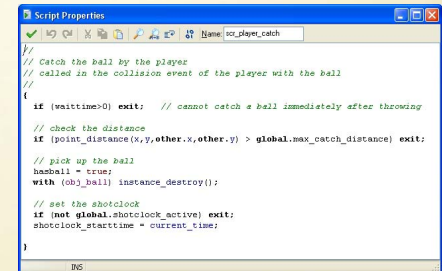 Script Properties
Name: scr_player_catch
//
// Catch the ball by the player
// called in the collision event of the player with the ball
//
{
if (waittime>0) exit; // cannot catch a ball immediately after throwing
// check the distance
if (point_distance(x,y,other.x,other.y) > global.max_catch_distance) exit;
// pick up the ball
hasball = true;
with (obj_ball) instance_destroy();
// set the shotclock
if (not global.shotclock_active) exit;
shotclock_starttime = current_time;
}
INS